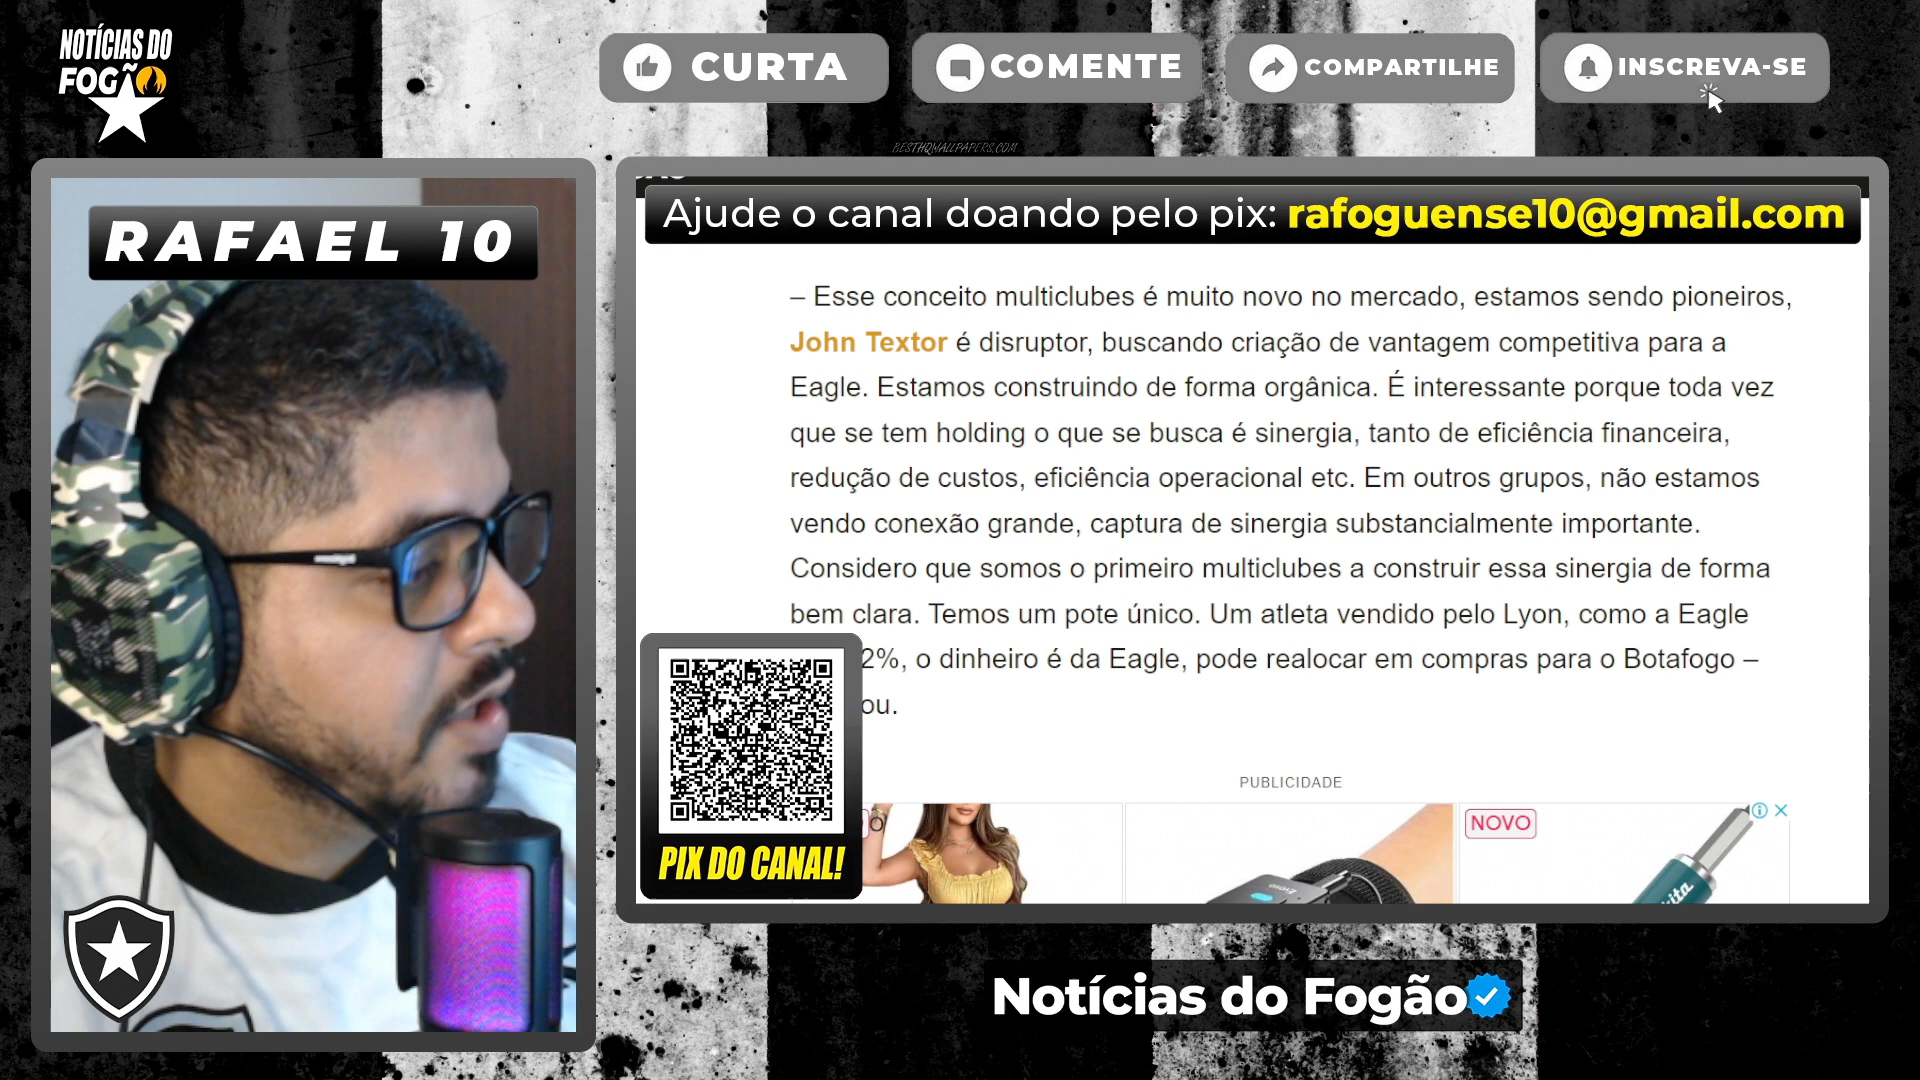 NOTÍCIAS DO
FOGÃO
CURTA
COMENTE
COMPARTILHE
INSCREVA-SE
BESTHQWALLPAPERS.COM
RAFAEL 10
Ajude o canal doando pelo pix: rafoguense10@gmail.com
– Esse conceito multiclubes é muito novo no mercado, estamos sendo pioneiros,
John Textor é disruptor, buscando criação de vantagem competitiva para a
Eagle. Estamos construindo de forma orgânica. É interessante porque toda vez
que se tem holding o que se busca é sinergia, tanto de eficiência financeira,
redução de custos, eficiência operacional etc. Em outros grupos, não estamos
vendo conexão grande, captura de sinergia substancialmente importante.
Considero que somos o primeiro multiclubes a construir essa sinergia de forma
bem clara. Temos um pote único. Um atleta vendido pelo Lyon, como a Eagle
2%, o dinheiro é da Eagle, pode realocar em compras para o Botafogo –
ou.
PUBLICIDADE
NOVO
PIX DO CANAL!
Notícias do Fogão